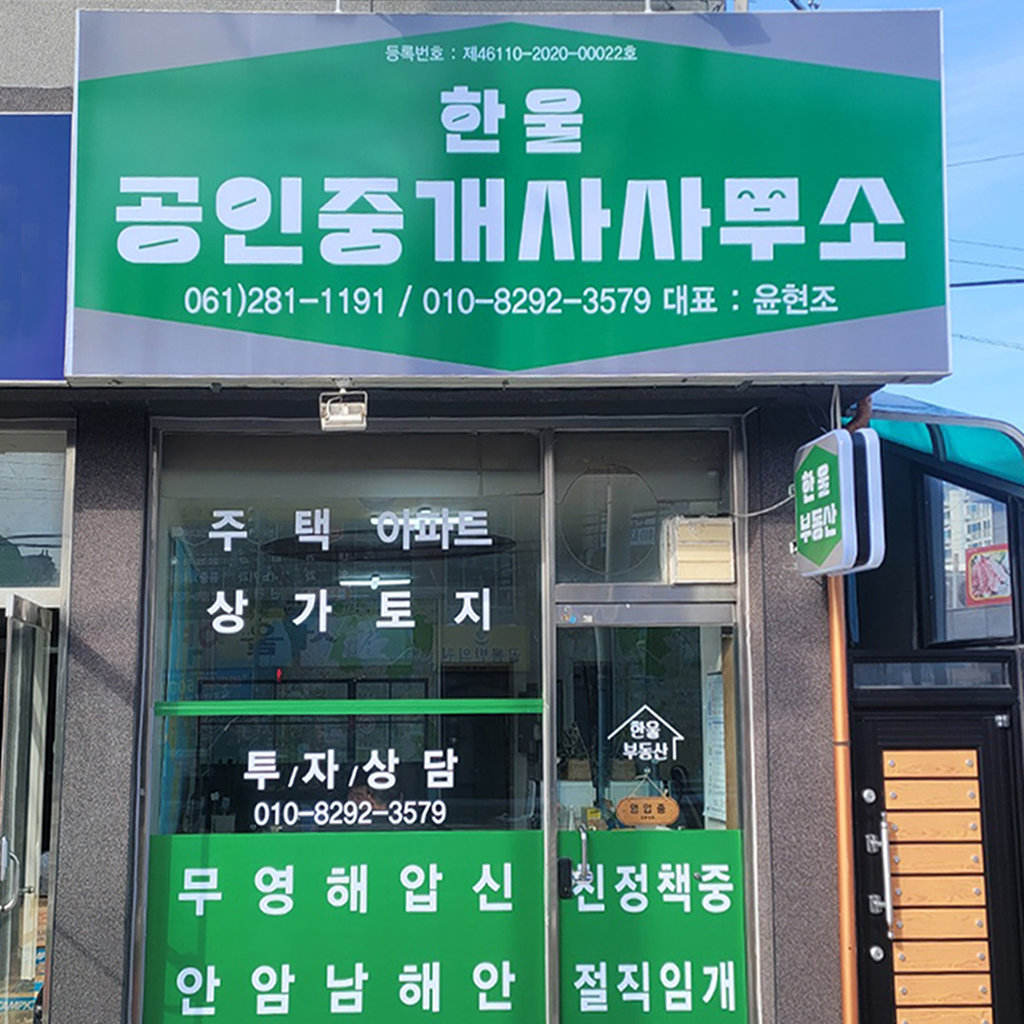 등록번호 : 제46110-2020-00022호
한울
공인중개사사무소
061)281-1191 / 010-8292-3579 대표 : 윤현조
한울
부동산
주 택 아파트
상 가 토 지
한울
부동산
투/자/상 담
010-8292-3579
영업중
무 영 해 압 신
친정책중
안 암 남 해 안
절직임개